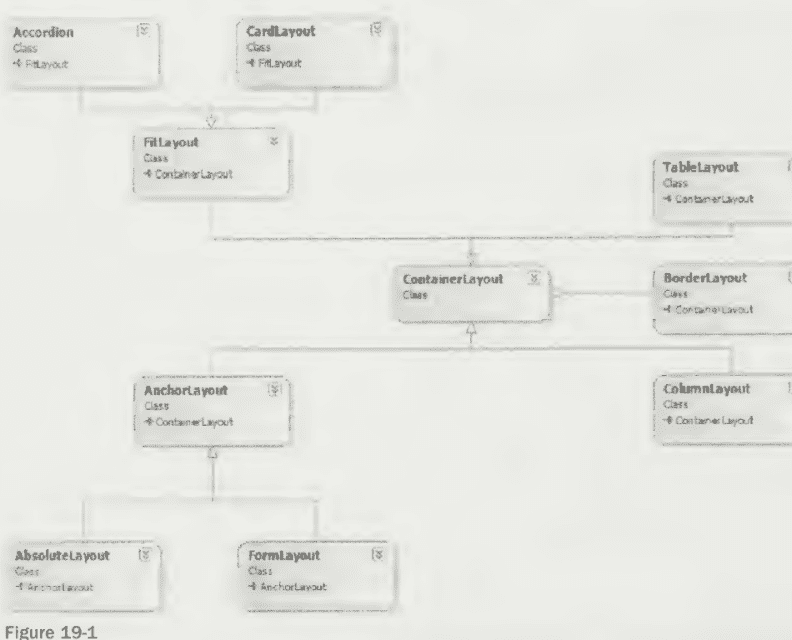 Accordion
Class
FitLayout
CardLayout
Class
FitLayout
FitLayout
Class
ContainerLayout
TableLayout
Class
ContainerLayout
ContainerLayout
Class
BorderLayout
Class
ContainerLayout
AnchorLayout
Class
ContainerLayout
ColumnLayout
Class
ContainerLayout
AbsoluteLayout
Class
AnchorLayout
FormLayout
Class
AnchorLayout
Figure 19-1